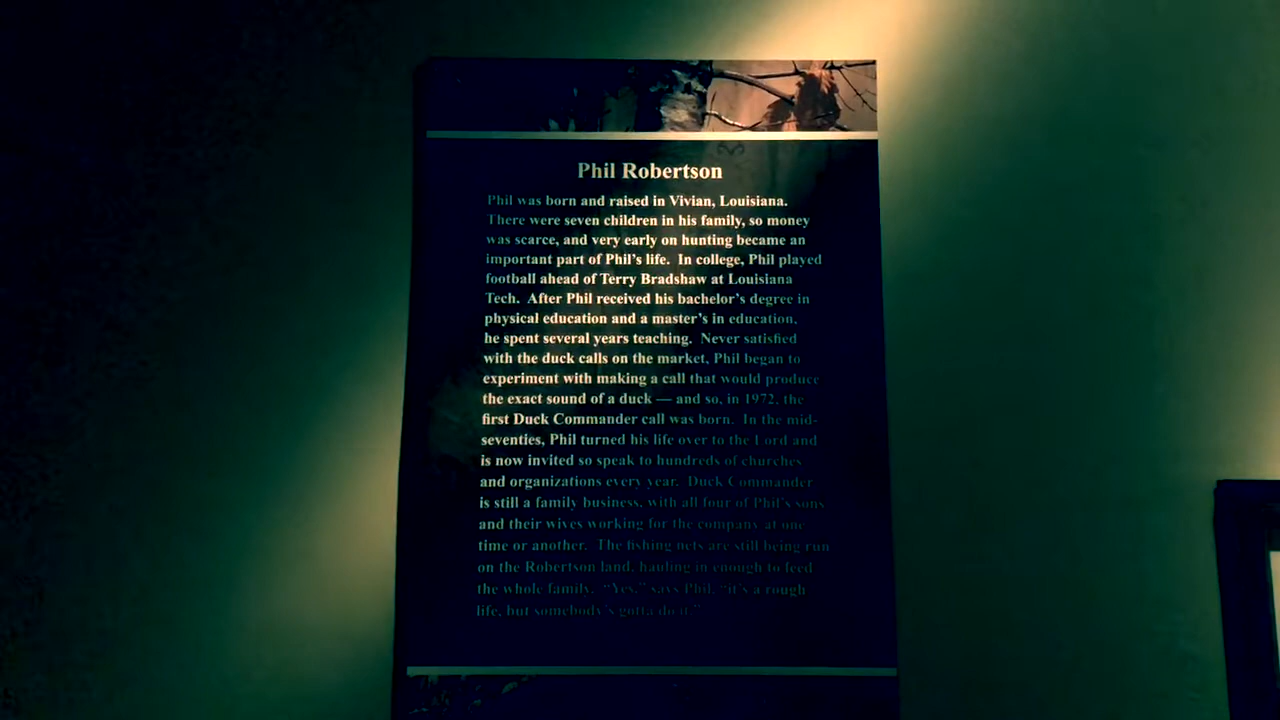 Phil Robertson
Phil was born and raised in Vivian, Louisiana.
There were seven children in his family, so money
was scarce, and very early on hunting became an
important part of Phil's life. In college, Phil played
football ahead of Terry Bradshaw at Louisiana
Tech. After Phil received his bachelor's degree in
physical education and a master's in education,
he spent several years teaching. Never satisfied
with the duck calls on the market, Phil began to
experiment with making a call that would produce
the exact sound of a duck — and so, in 1972, the
first Duck Commander call was born. In the mid-
seventies, Phil turned his life over to the Lord and
is now invited so speak to hundreds of churches
and organizations every year. Duck Commander
is still a family business, with all four of Phil's sons
and their wives working for the company at one
time or another. The fishing nets are still being run
on the Robertson land, hauling in enough to feed
the whole family. "Yes," says Phil, "it's a rough
life, but somebody's gotta do it"